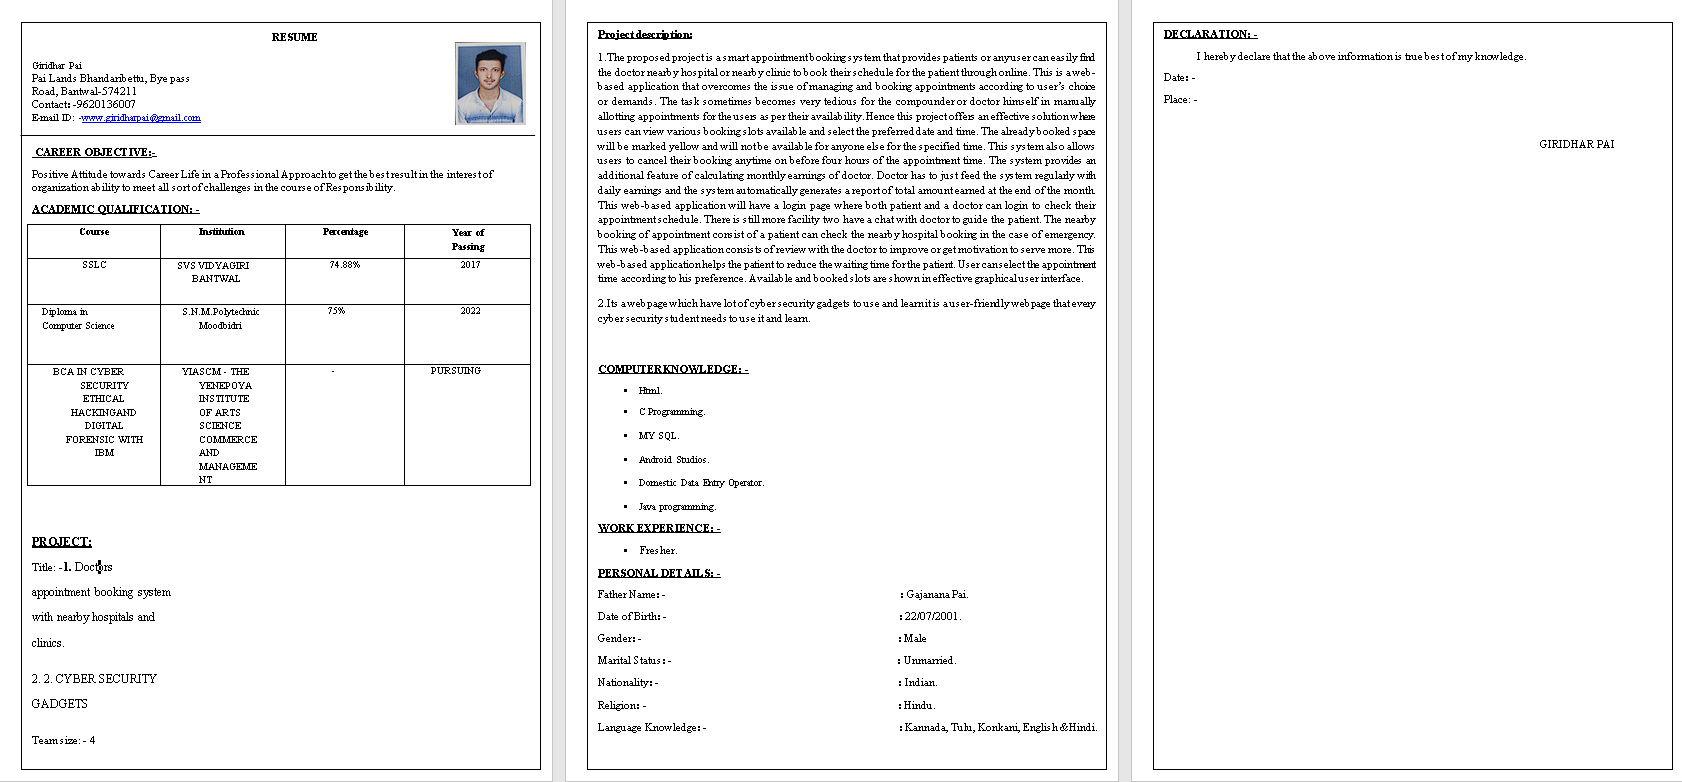 RESUME
Giridhar Pai
Pai Lands Bhandaribettu, Bye pass
Road, Bantwal-574211
Contact: -9620136007
Email ID: -www.giridharpai@gmail.com
CAREER OBJECTIVE:-
Positive Attitude towards Career Life in a Professional Approach to get the best result in the interest of
organization ability to meet all sort of challenges in the course of Responsibility.
ACADEMIC QUALIFICATION: -
Course Institution Percentage Year of
Passing
SSLC SVS VIDYAGIRI 74.88% 2017
BANTWAL
Diploma in S.N.M.Polytechnic 75% 2022
Computer Science Moodbidri
BCA IN CYBER YIASCM - THE - PURSUING
SECURITY YENEPOYA
ETHICAL INSTITUTE
HACKINGAND OF ARTS
DIGITAL SCIENCE
FORENSIC WITH COMMERCE
IBM AND
MANAGEME
NT
PROJECT:
Title: -1. Doctors
appointment booking system
with nearby hospitals and
clinics.
2. 2. CYBER SECURITY
GADGETS
Team size: - 4
Project description:
1.The proposed project is a smart appointment booking system that provides patients or any user can easily find
the doctor nearby hospital or nearby clinic to book their schedule for the patient through online. This is a web-
based application that overcomes the issue of managing and booking appointments according to user's choice
or demands. The task sometimes becomes very tedious for the compounder or doctor himself in manually
allotting appointments for the users as per their availability. Hence this project offers an effective solution where
users can view various booking slots available and select the preferred date and time. The already booked space
will be marked yellow and will not be available for anyone else for the specified time. This system also allows
users to cancel their booking anytime on before four hours of the appointment time. The system provides an
additional feature of calculating monthly earnings of doctor. Doctor has to just feed the system regularly with
daily earnings and the system automatically generates a report of total amount earned at the end of the month.
This web-based application will have a login page where both patient and a doctor can login to check their
appointment schedule. There is still more facility two have a chat with doctor to guide the patient. The nearby
booking of appointment consist of a patient can check the nearby hospital booking in the case of emergency.
This web-based application consists of review with the doctor to improve or get motivation to serve more. This
web-based application helps the patient to reduce the waiting time for the patient. User can select the appointment
time according to his preference. Available and booked slots are shown in effective graphical user interface.
2.Its a web page which have lot of cyber security gadgets to use and learn it is a user-friendly web page that every
cyber security student needs to use it and learn.
COMPUTERKNOWLEDGE: -
• Html.
• C Programming.
• MY SQL.
• Android Studios.
• Domestic Data Entry Operator.
• Java programming.
WORK EXPERIENCE: -
• Fresher.
PERSONAL DETAILS: -
Father Name: - : Gajanana Pai.
Date of Birth: - : 22/07/2001.
Gender: - : Male
Marital Status: - : Unmarried.
Nationality: - : Indian.
Religion: - : Hindu.
Language Knowledge: - : Kannada, Tulu, Konkani, English &Hindi.
DECLARATION: -
I hereby declare that the above information is true best of my knowledge.
Date: -
Place: -
GIRIDHAR PAI